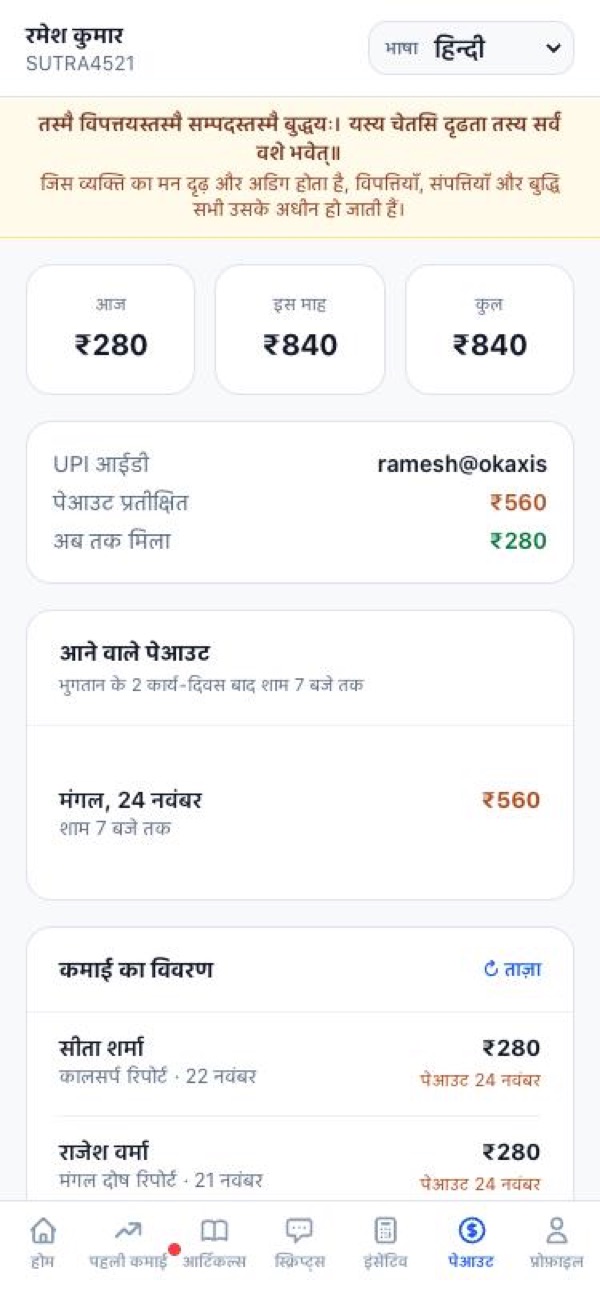 रमेश कुमार
SUTRA4521
भाषा हिन्दी
तस्मै विपत्तयस्तस्मै सम्पदस्तस्मै बुद्धयः। यस्य चेतसि दृढता तस्य सर्वं
वशे भवेत्॥
जिस व्यक्ति का मन दृढ़ और अडिग होता है, विपत्तियाँ, संपत्तियाँ और बुद्धि
सभी उसके अधीन हो जाती हैं।
आज
₹280
इस माह
₹840
कुल
₹840
UPI आईडी ramesh@okaxis
पेआउट प्रतीक्षित ₹560
अब तक मिला ₹280
आने वाले पेआउट
भुगतान के 2 कार्य-दिवस बाद शाम 7 बजे तक
मंगल, 24 नवंबर ₹560
शाम 7 बजे तक
कमाई का विवरण ↻ ताज़ा
सीता शर्मा ₹280
कालसर्प रिपोर्ट · 22 नवंबर पेआउट 24 नवंबर
राजेश वर्मा ₹280
मंगल दोष रिपोर्ट · 21 नवंबर पेआउट 24 नवंबर
होम पहली कमाई आर्टिकल्स स्क्रिप्ट्स इंसेंटिव पेआउट प्रोफ़ाइल